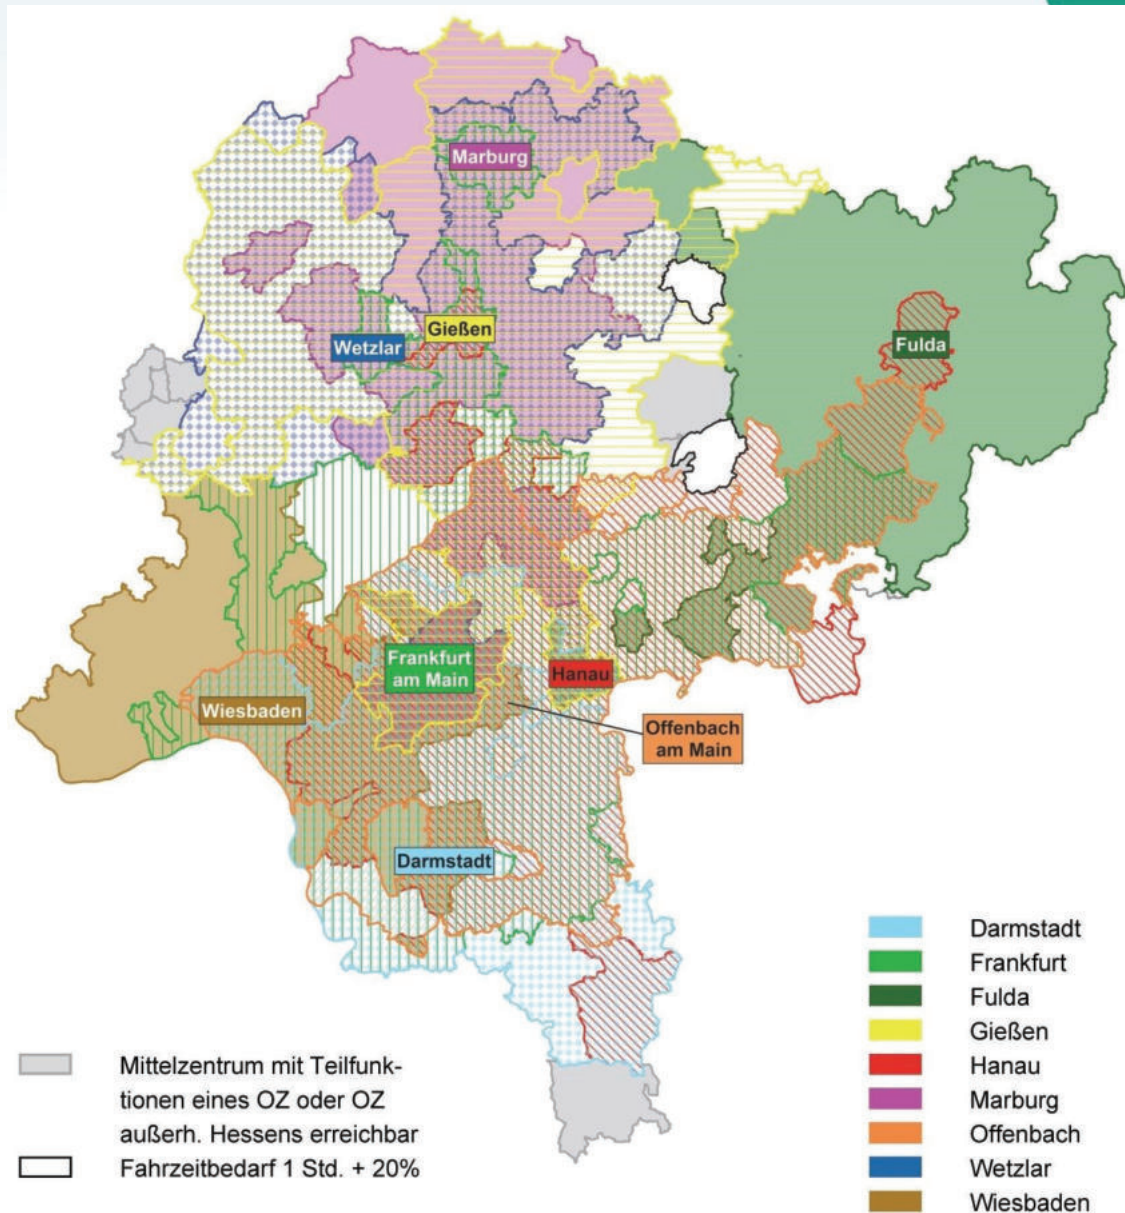 Marburg
Gießen
Wetzlar
Fulda
Frankfurt
am Main
Hanau
Wiesbaden
Offenbach
am Main
Darmstadt
Darmstadt
Frankfurt
Fulda
Gießen
Hanau
Marburg
Offenbach
Wetzlar
Wiesbaden
Mittelzentrum mit Teilfunk-
tionen eines OZ oder OZ
außerh. Hessens erreichbar
Fahrzeitbedarf 1 Std. + 20%